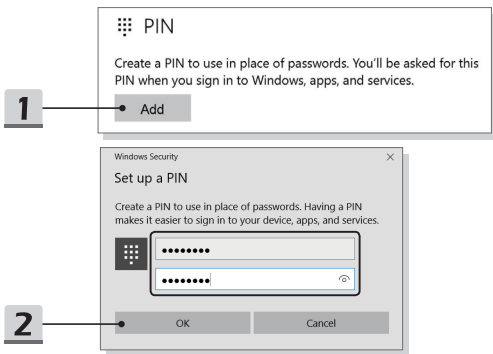 PIN
Create a PIN to use in place of passwords. You'll be asked for this
PIN when you sign in to Windows, apps, and services.
1
Add
Windows Security
Set up a PIN
Create a PIN to use in place of passwords. Having a PIN
makes it easier to sign in to your device, apps, and services.
●●●●●●●●
●●●●●●●●
2
OK Cancel